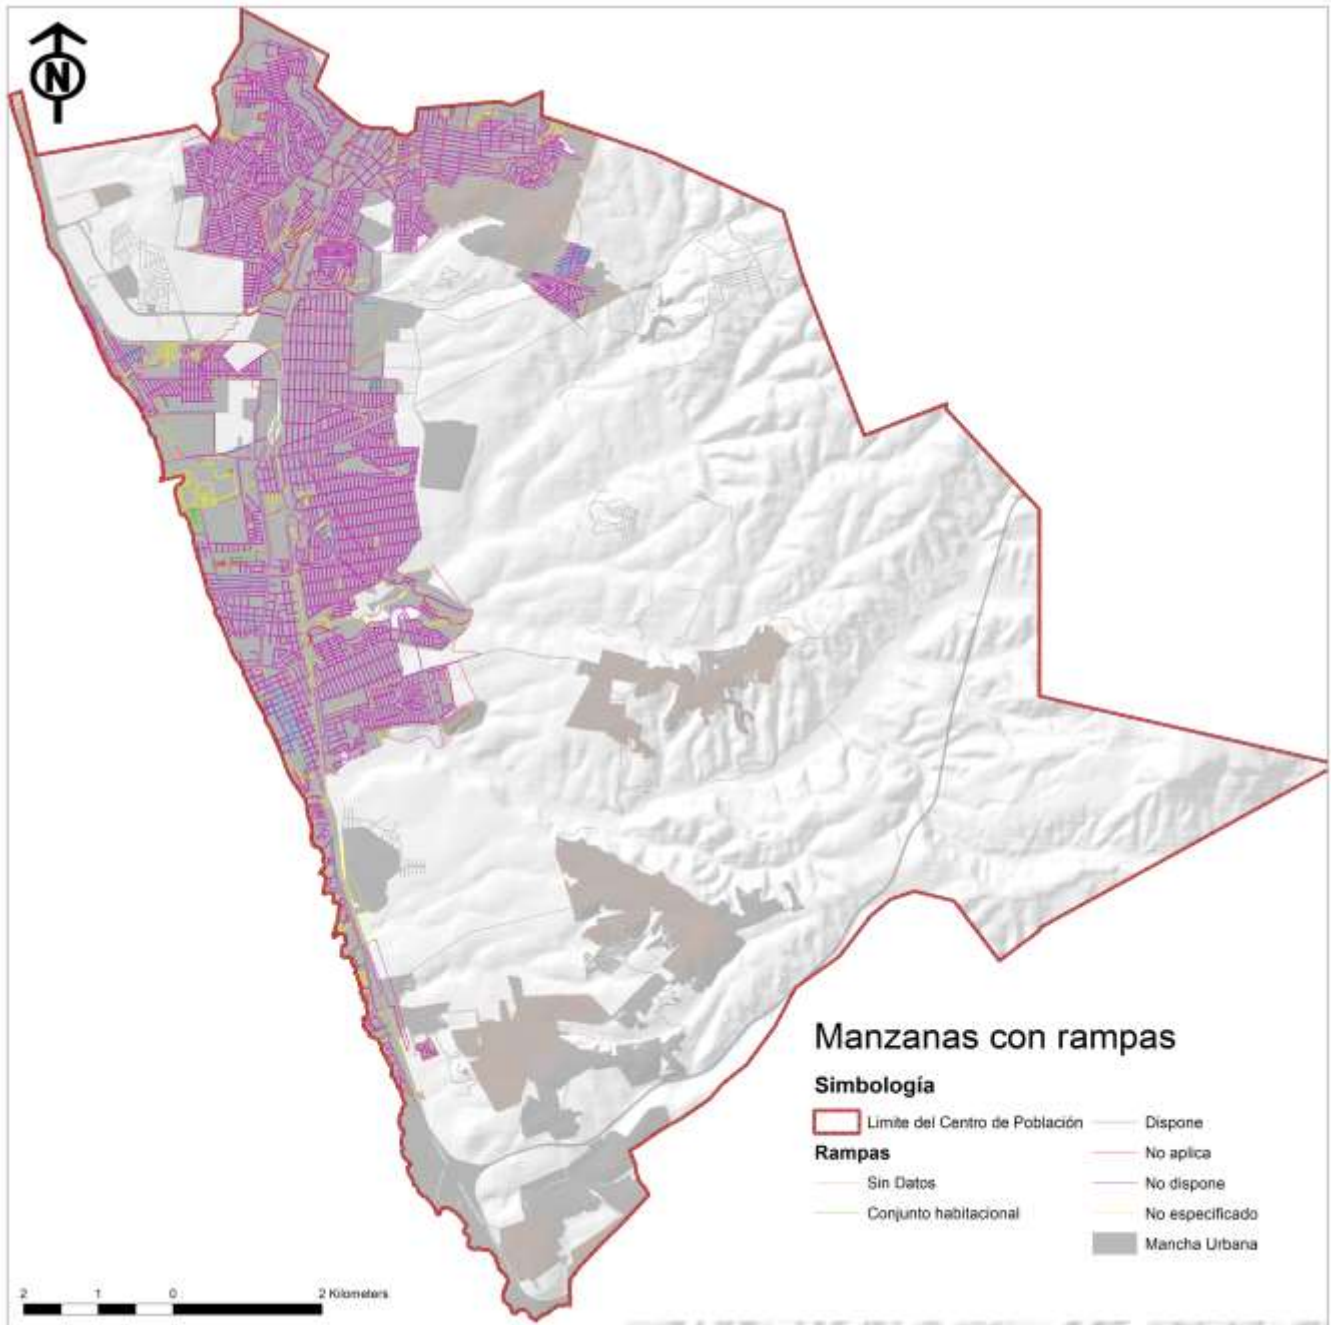 N
Manzanas con rampas
Simbología
Limite del Centro de Población
Rampas
Sin Datos
Conjunto habitacional
Dispone
No aplica
No dispone
No especificado
Mancha Urbana
2 1 0 2 Kilometers